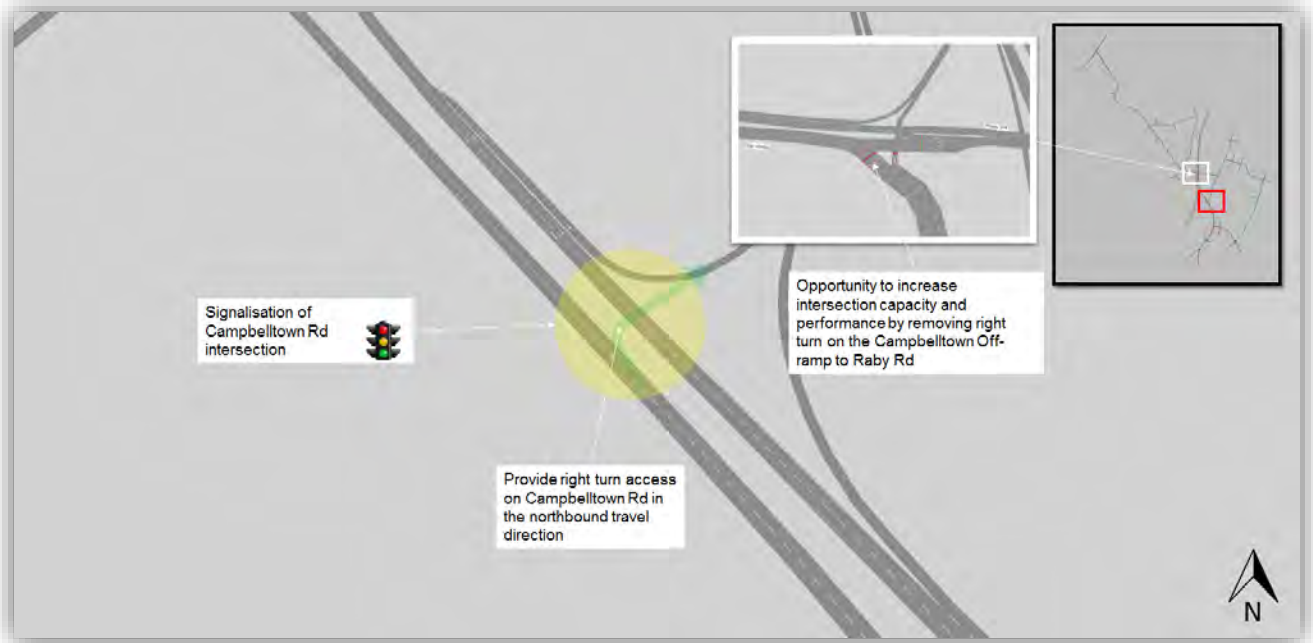 Signalisation of
Campbelltown Rd
intersection
Opportunity to increase
intersection capacity and
performance by removing right
turn on the Campbelltown Off-
ramp to Raby Rd
Provide right turn access
on Campbelltown Rd in
the northbound travel
direction
N